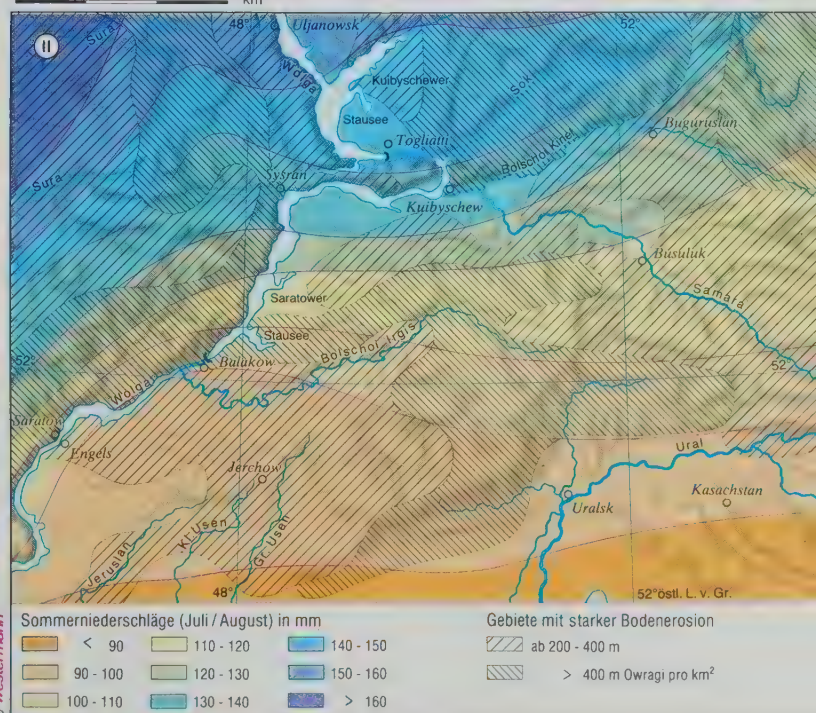 km
II
48°
52°
Uljanowsk
Sura
Wolga
Kuibyschewer
Stausee
Sok
Togliatti
Buguruslan
Bolschoi Kinel
Sura
Sysran
Kuibyschew
Busuluk
Samara
Saratower
Stausee
Bolschoi Irgis
52°
52°
Balakow
Wolga
Saratow
Engels
Ural
Jerchow
Kasachstan
Uralsk
Jeruslan
Kl. Usen
Gr. Usen
48°
52° östl. L. v. Gr.
westermann
Sommerniederschläge (Juli / August) in mm
< 90
90 - 100
100 - 110
110 - 120
120 - 130
130 - 140
140 - 150
150 - 160
> 160
Gebiete mit starker Bodenerosion
ab 200 - 400 m
> 400 m Owragi pro km²